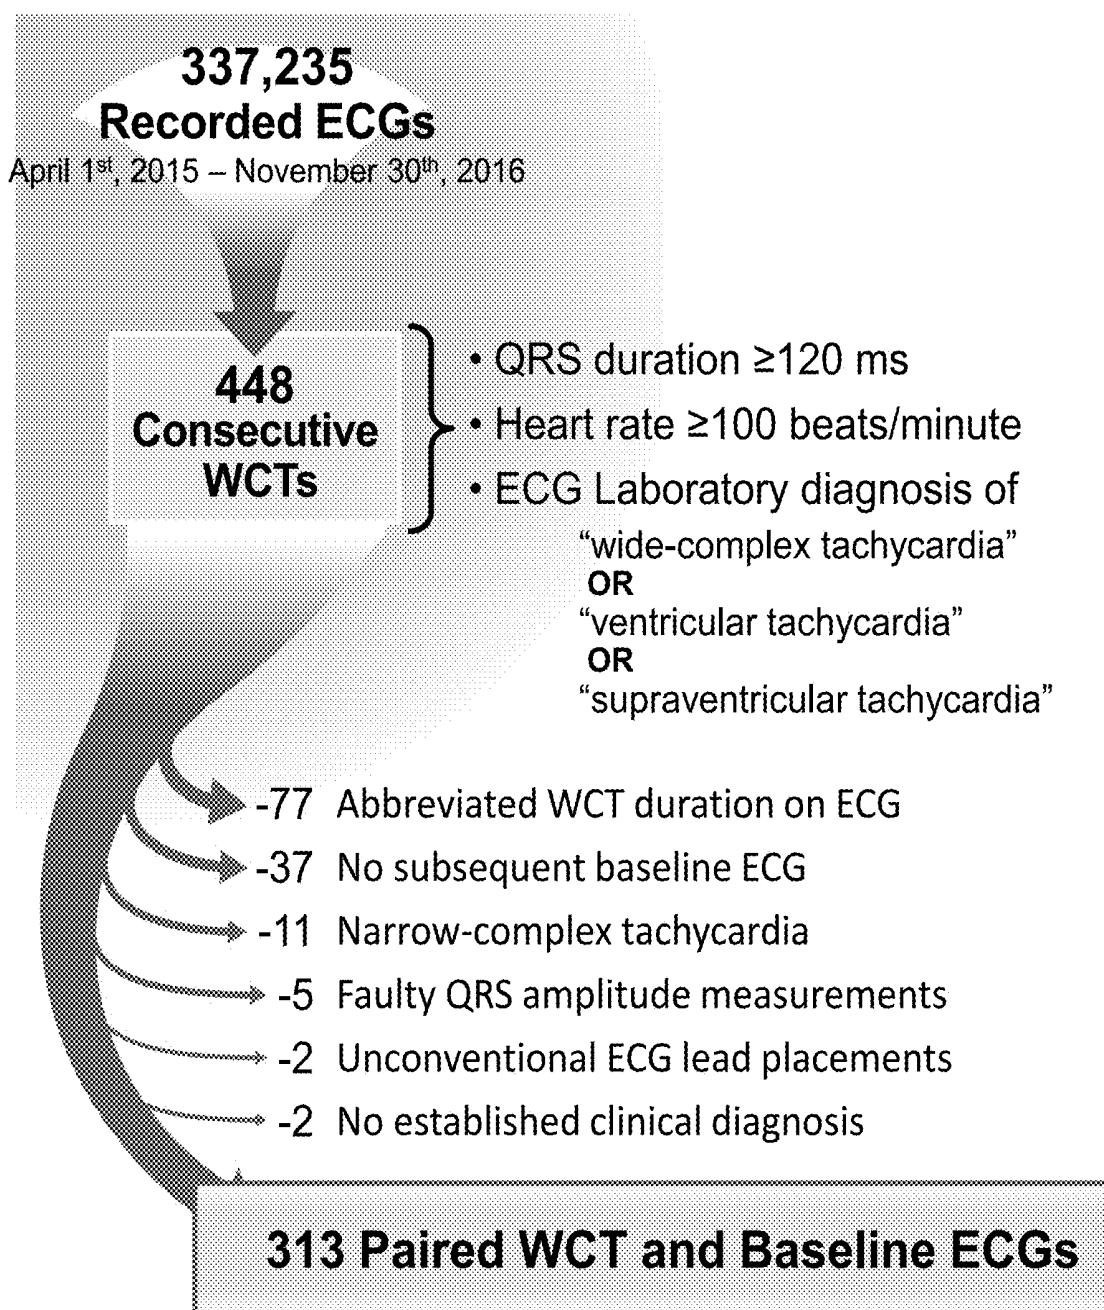 337,235
Recorded ECGs
April 1st, 2015 – November 30th, 2016
448
Consecutive
WCTs
• QRS duration ≥120 ms
• Heart rate ≥100 beats/minute
• ECG Laboratory diagnosis of
“wide-complex tachycardia”
OR
“ventricular tachycardia”
OR
“supraventricular tachycardia”
-77 Abbreviated WCT duration on ECG
-37 No subsequent baseline ECG
-11 Narrow-complex tachycardia
-5 Faulty QRS amplitude measurements
-2 Unconventional ECG lead placements
-2 No established clinical diagnosis
313 Paired WCT and Baseline ECGs